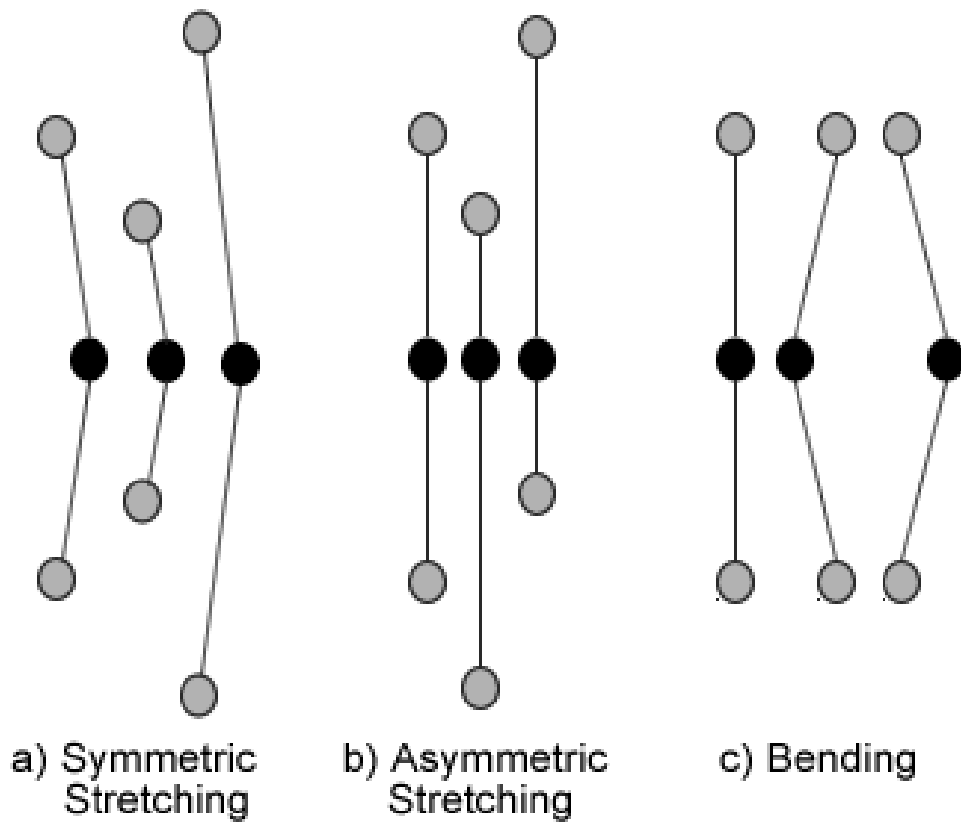 a) Symmetric
Stretching
b) Asymmetric
Stretching
c) Bending